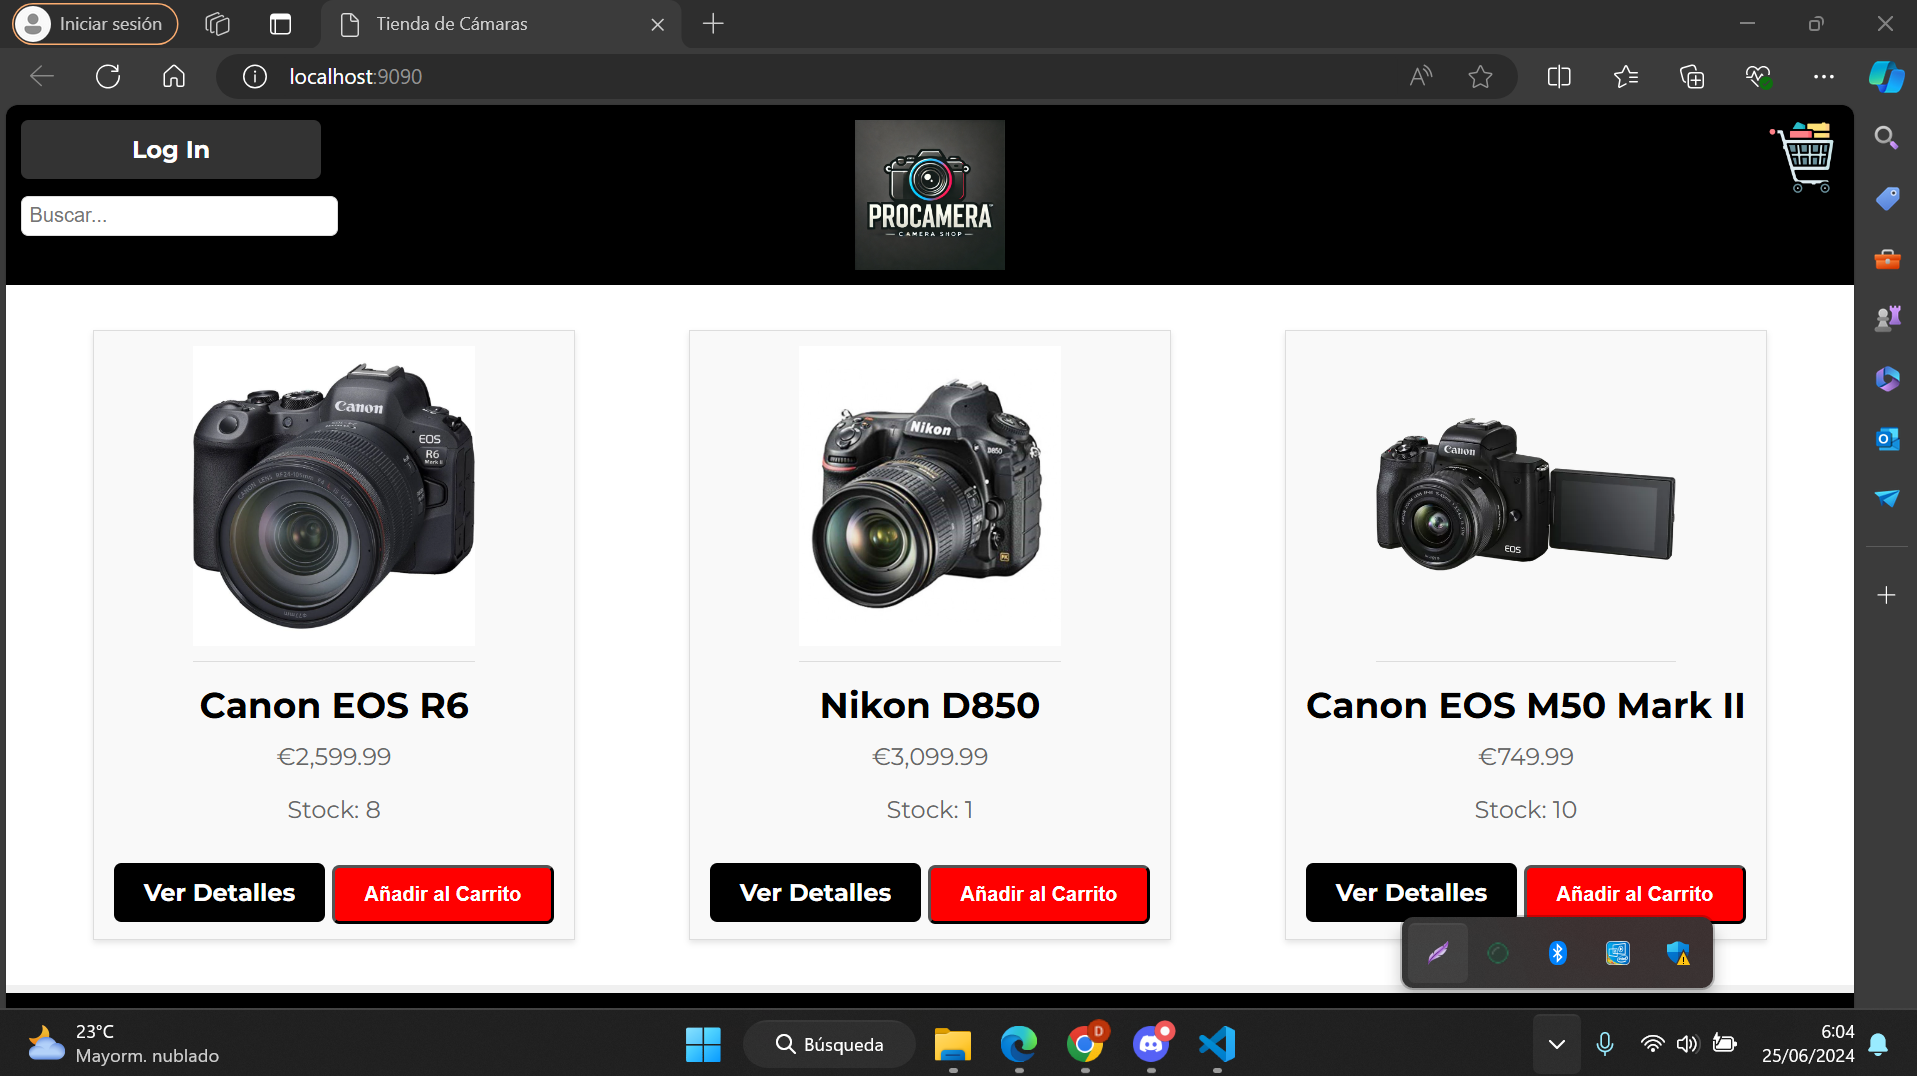 Iniciar sesión
Tienda de Cámaras
localhost:9090
Log In
Buscar...
PROCAMERA
CAMERA SHOP
Canon
EOS
R6
Mark II
Nikon
D850
Canon
EOS
Canon EOS R6
€2,599.99
Stock: 8
Ver Detalles
Añadir al Carrito
Nikon D850
€3,099.99
Stock: 1
Ver Detalles
Añadir al Carrito
Canon EOS M50 Mark II
€749.99
Stock: 10
Ver Detalles
Añadir al Carrito
23°C
Mayorm. nublado
Búsqueda
D
6:04
25/06/2024